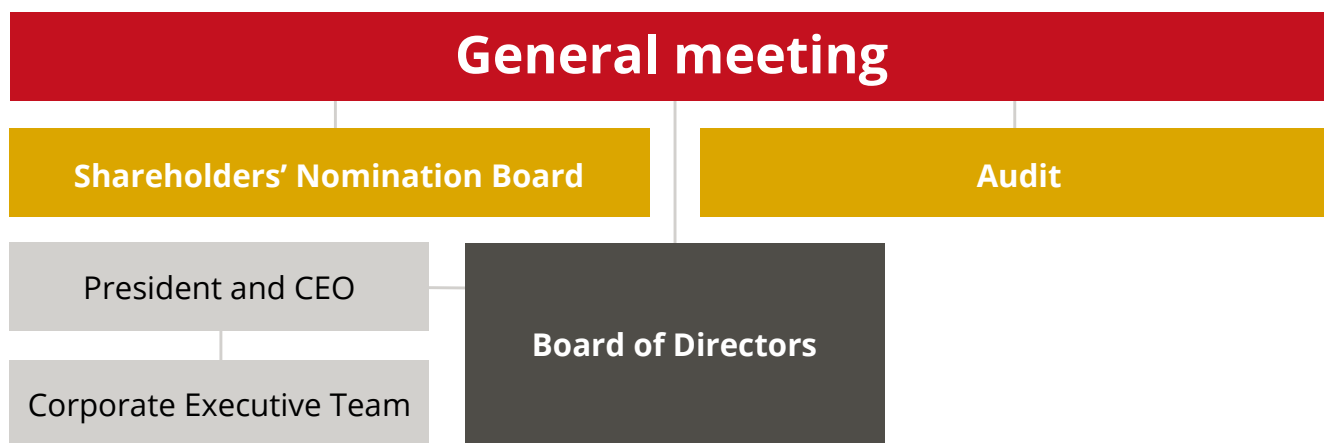 General meeting
Shareholders’ Nomination Board
Audit
President and CEO
Board of Directors
Corporate Executive Team